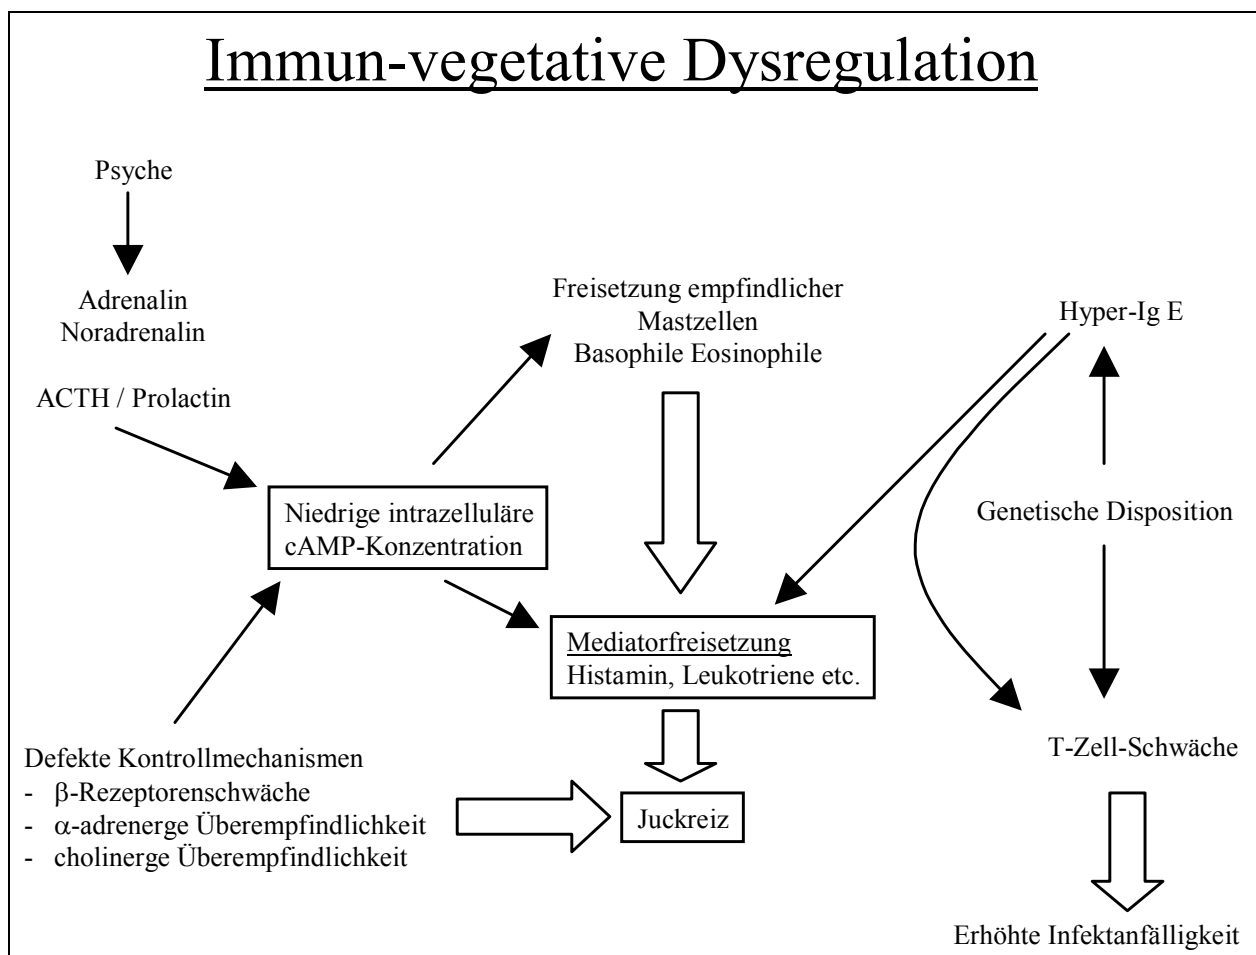 Immun-vegetative Dysregulation
Psyche
Adrenalin
Noradrenalin
ACTH / Prolactin
Freisetzung empfindlicher
Mastzellen
Basophile Eosinophile
Hyper-Ig E
Niedrige intrazelluläre
cAMP-Konzentration
Genetische Disposition
Mediatorfreisetzung
Histamin, Leukotriene etc.
Defekte Kontrollmechanismen
- β-Rezeptorenschwäche
- α-adrenerge Überempfindlichkeit
- cholinerge Überempfindlichkeit
Juckreiz
T-Zell-Schwäche
Erhöhte Infektanfälligkeit